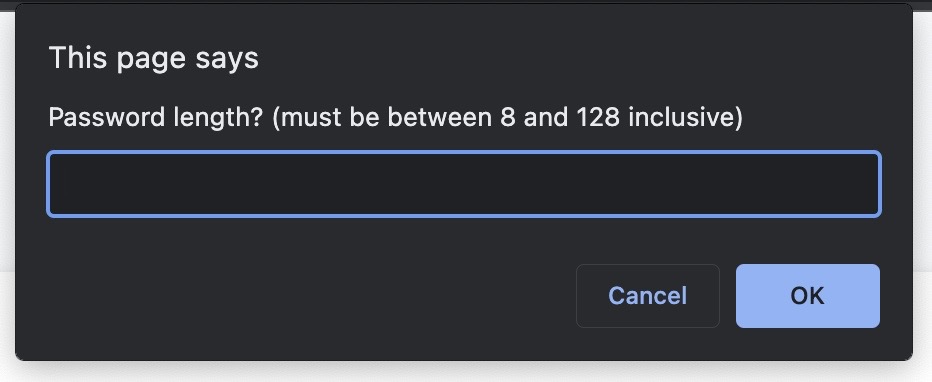 This page says
Password length? (must be between 8 and 128 inclusive)
Cancel
OK